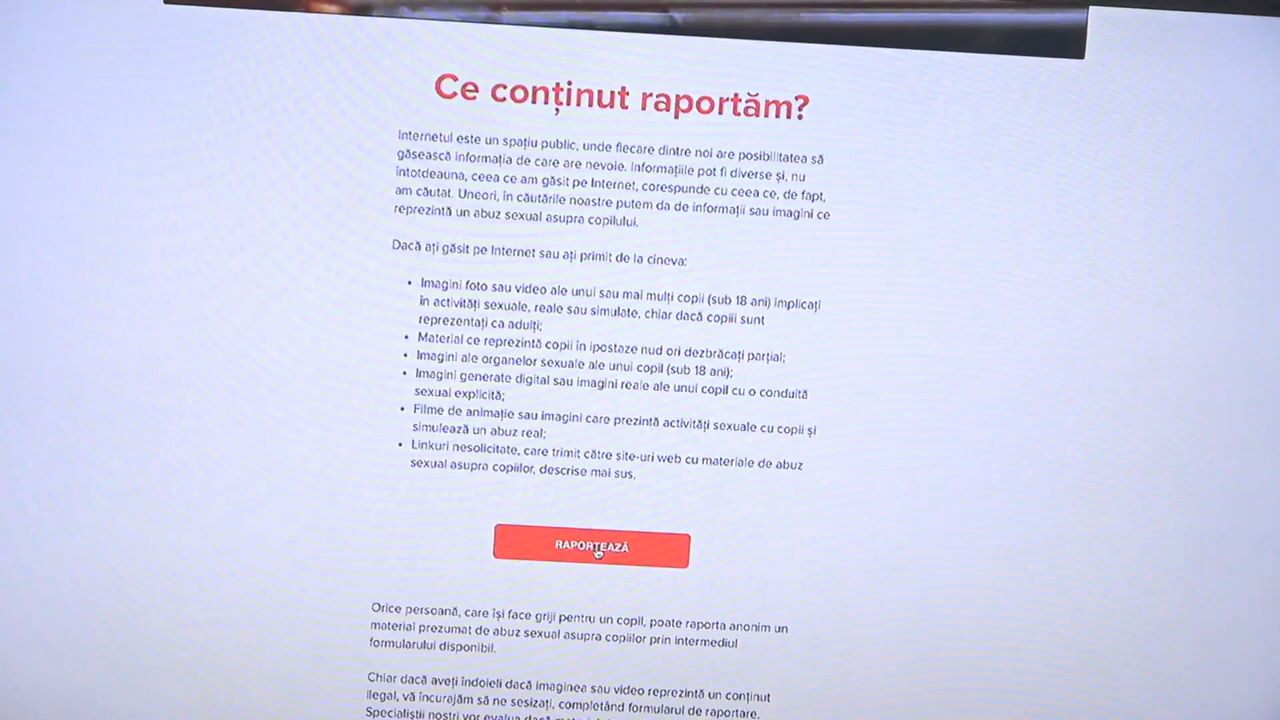 Ce conținut raportăm?
Internetul este un spațiu public, unde fiecare dintre noi are posibilitatea să
găsească informația de care are nevoie. Informațiile pot fi diverse și, nu
întotdeauna, ceea ce am găsit pe Internet, corespunde cu ceea ce, de fapt,
am căutat. Uneori, în căutările noastre putem da de informații sau imagini ce
reprezintă un abuz sexual asupra copilului.
Dacă ați găsit pe Internet sau ați primit de la cineva:
• Imagini foto sau video ale unui sau mai mulți copii (sub 18 ani) implicați
în activități sexuale, reale sau simulate, chiar dacă copiii sunt
reprezentați ca adulți;
• Material ce reprezintă copii în ipostaze nud ori dezbrăcați parțial;
• Imagini ale organelor sexuale ale unui copil (sub 18 ani);
• Imagini generate digital sau imagini reale ale unui copil cu o conduită
sexual explicită;
• Filme de animație sau imagini care prezintă activități sexuale cu copii și
simulează un abuz real;
• Linkuri nesolicitate, care trimit către site-uri web cu materiale de abuz
sexual asupra copiilor, descrise mai sus.
RAPORTEAZĂ
Orice persoană, care își face griji pentru un copil, poate raporta anonim un
material prezumat de abuz sexual asupra copiilor prin intermediul
formularului disponibil.
Chiar dacă aveți îndoieli dacă imaginea sau video reprezintă un conținut
ilegal, vă încurajăm să ne sesizați, completând formularul de raportare.
Specialiștii noștri vor evalua dacă